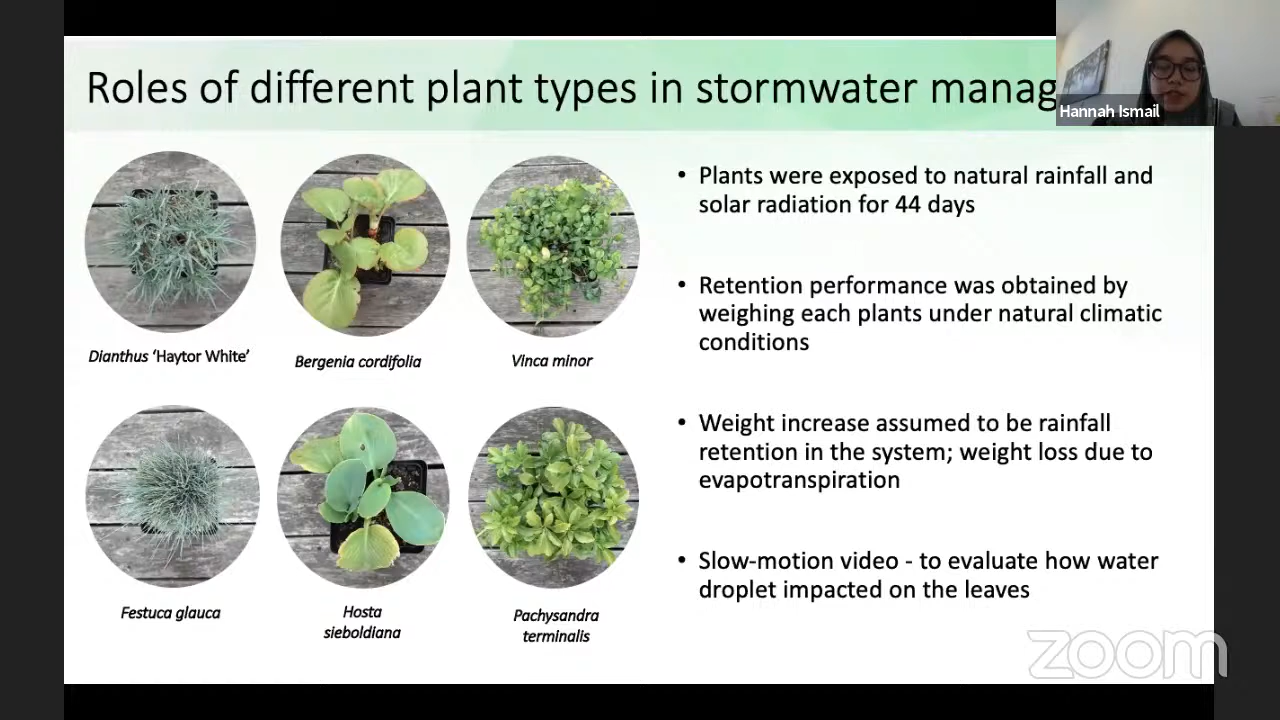 Roles of different plant types in stormwater manag
Hannah Ismail
Dianthus ‘Haytor White’
Bergenia cordifolia
Vinca minor
Festuca glauca
Hosta
sieboldiana
Pachysandra
terminalis
• Plants were exposed to natural rainfall and
solar radiation for 44 days
• Retention performance was obtained by
weighing each plants under natural climatic
conditions
• Weight increase assumed to be rainfall
retention in the system; weight loss due to
evapotranspiration
• Slow-motion video - to evaluate how water
droplet impacted on the leaves
zoom